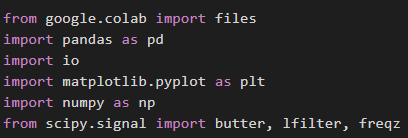 from google.colab import files
import pandas as pd
import io
import matplotlib.pyplot as plt
import numpy as np
from scipy.signal import butter, lfilter, freqz